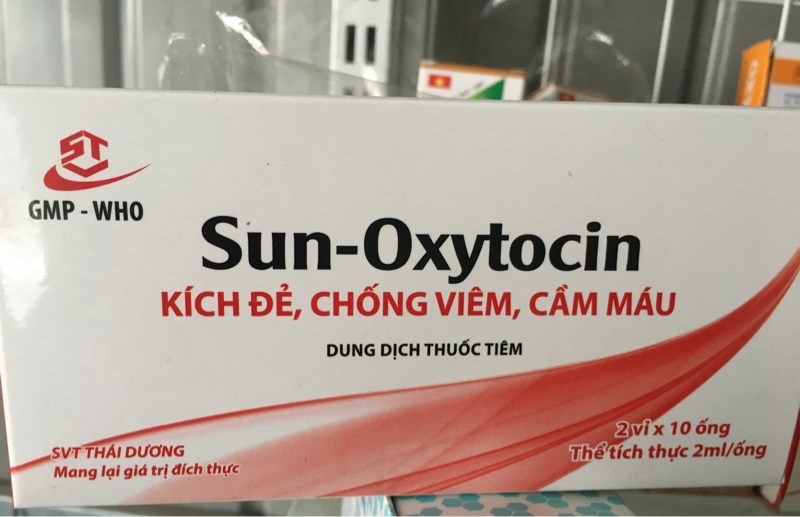 STV
GMP - WHO
Sun-Oxytocin
KÍCH ĐẺ, CHỐNG VIÊM, CẦM MÁU
DUNG DỊCH THUỐC TIÊM
SVT THÁI DƯƠNG
Mang lại giá trị đích thực
2 vỉ x 10 ống
Thể tích thực 2ml/ống